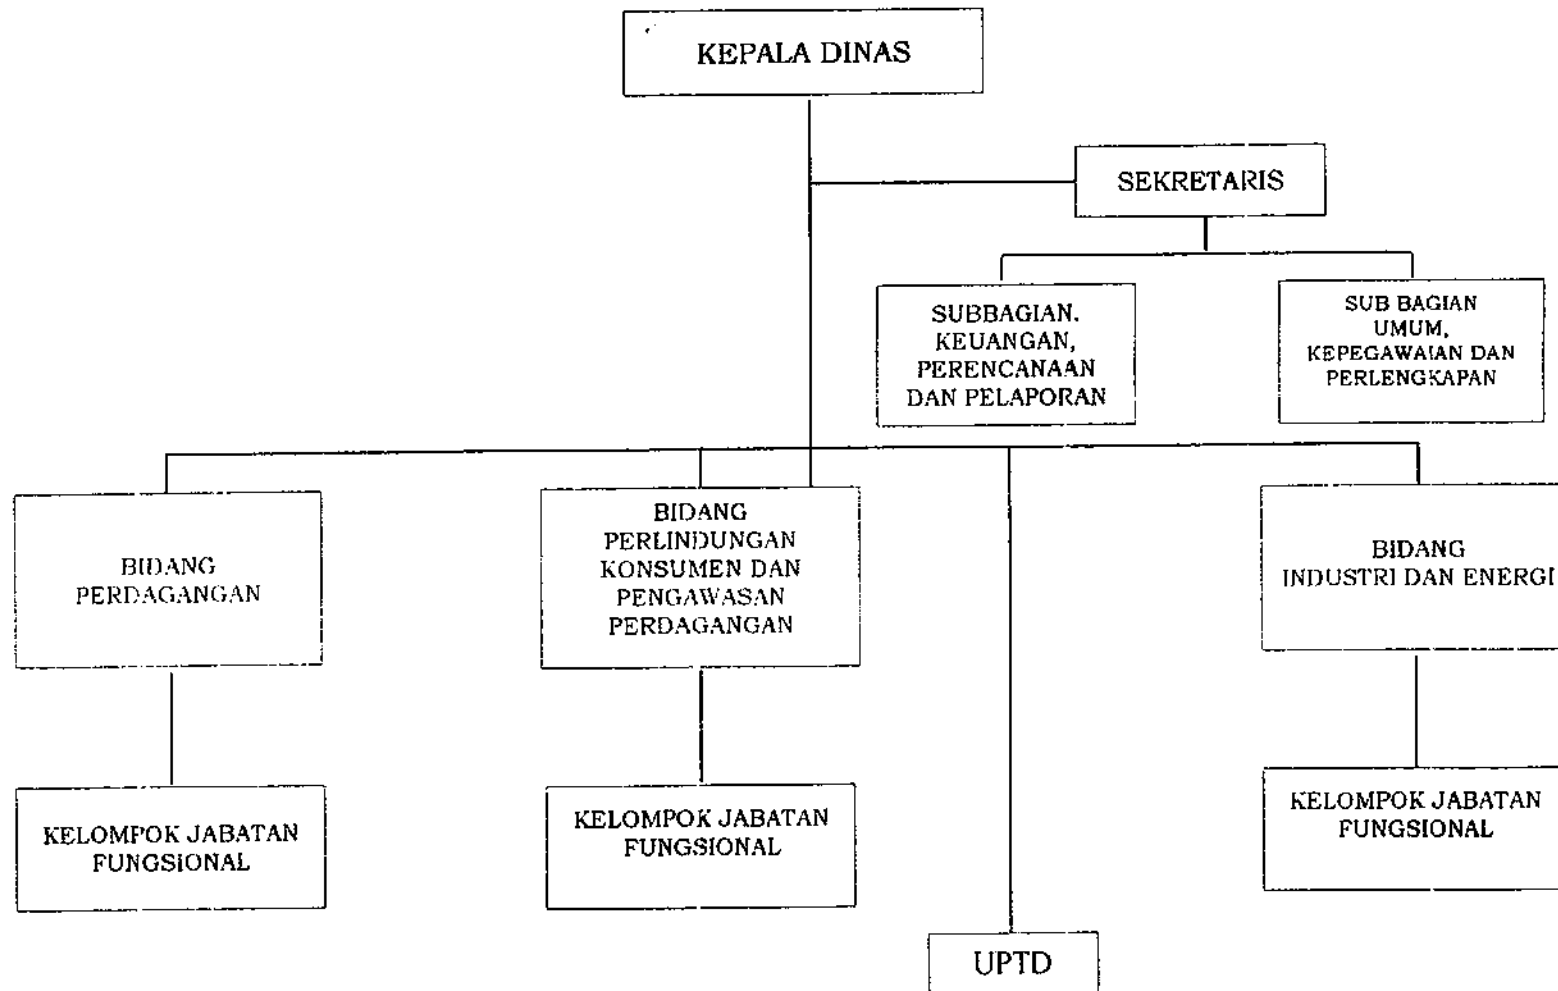 KEPALA DINAS
SEKRETARIS
SUBBAGIAN.
KEUANGAN,
PERENCANAAN
DAN PELAPORAN
SUB BAGIAN
UMUM,
KEPEGAWAIAN DAN
PERLENGKAPAN
BIDANG
PERDAGANGAN
BIDANG
PERLINDUNGAN
KONSUMEN DAN
PENGAWASAN
PERDAGANGAN
BIDANG
INDUSTRI DAN ENERGI
KELOMPOK JABATAN
FUNGSIONAL
KELOMPOK JABATAN
FUNGSIONAL
KELOMPOK JABATAN
FUNGSIONAL
UPTD